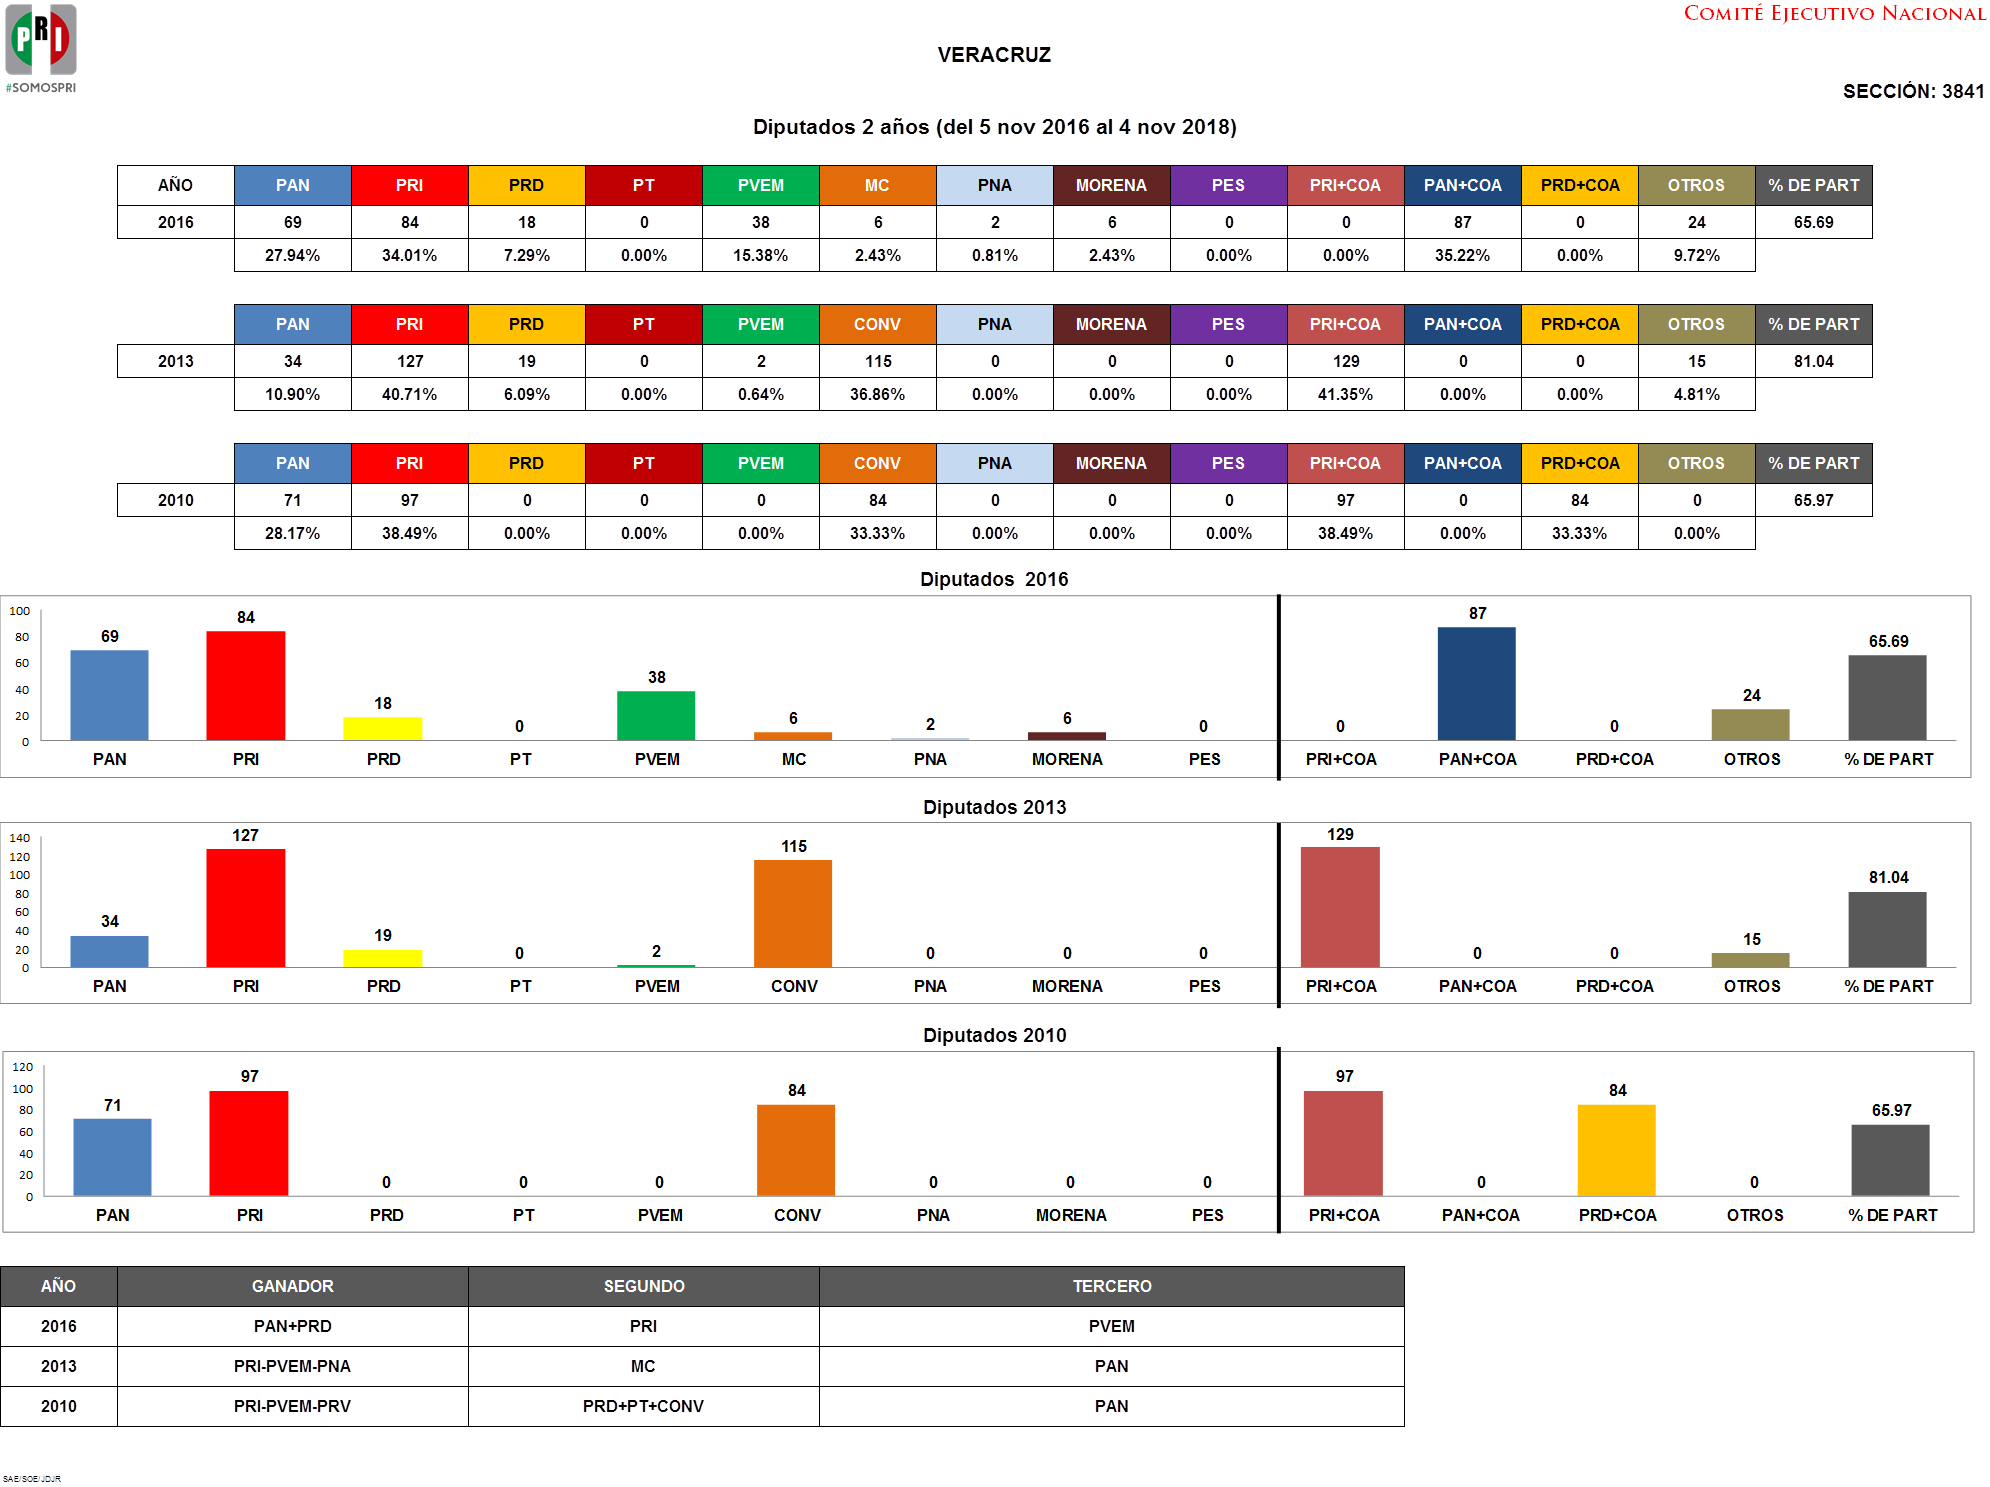 PRI
#SOMOSPRI
COMITÉ EJECUTIVO NACIONAL
VERACRUZ
SECCIÓN: 3841
Diputados 2 años (del 5 nov 2016 al 4 nov 2018)
AÑO PAN PRI PRD PT PVEM MC PNA MORENA PES PRI+COA PAN+COA PRD+COA OTROS % DE PART
2016 69 84 18 0 38 6 2 6 0 0 87 0 24 65.69
27.94% 34.01% 7.29% 0.00% 15.38% 2.43% 0.81% 2.43% 0.00% 0.00% 35.22% 0.00% 9.72%
PAN PRI PRD PT PVEM CONV PNA MORENA PES PRI+COA PAN+COA PRD+COA OTROS % DE PART
2013 34 127 19 0 2 115 0 0 0 129 0 0 15 81.04
10.90% 40.71% 6.09% 0.00% 0.64% 36.86% 0.00% 0.00% 0.00% 41.35% 0.00% 0.00% 4.81%
PAN PRI PRD PT PVEM CONV PNA MORENA PES PRI+COA PAN+COA PRD+COA OTROS % DE PART
2010 71 97 0 0 0 84 0 0 0 97 0 84 0 65.97
28.17% 38.49% 0.00% 0.00% 0.00% 33.33% 0.00% 0.00% 0.00% 38.49% 0.00% 33.33% 0.00%
Diputados 2016
100
80
60
40
20
0
69 84 18 0 38 6 2 6 0 0 87 0 24 65.69
PAN PRI PRD PT PVEM MC PNA MORENA PES PRI+COA PAN+COA PRD+COA OTROS % DE PART
Diputados 2013
140
120
100
80
60
40
20
0
34 127 19 0 2 115 0 0 0 129 0 0 15 81.04
PAN PRI PRD PT PVEM CONV PNA MORENA PES PRI+COA PAN+COA PRD+COA OTROS % DE PART
Diputados 2010
120
100
80
60
40
20
0
71 97 0 0 0 84 0 0 0 97 0 84 0 65.97
PAN PRI PRD PT PVEM CONV PNA MORENA PES PRI+COA PAN+COA PRD+COA OTROS % DE PART
AÑO GANADOR SEGUNDO TERCERO
2016 PAN+PRD PRI PVEM
2013 PRI-PVEM-PNA MC PAN
2010 PRI-PVEM-PRV PRD+PT+CONV PAN
SAE/SOE/JDJR